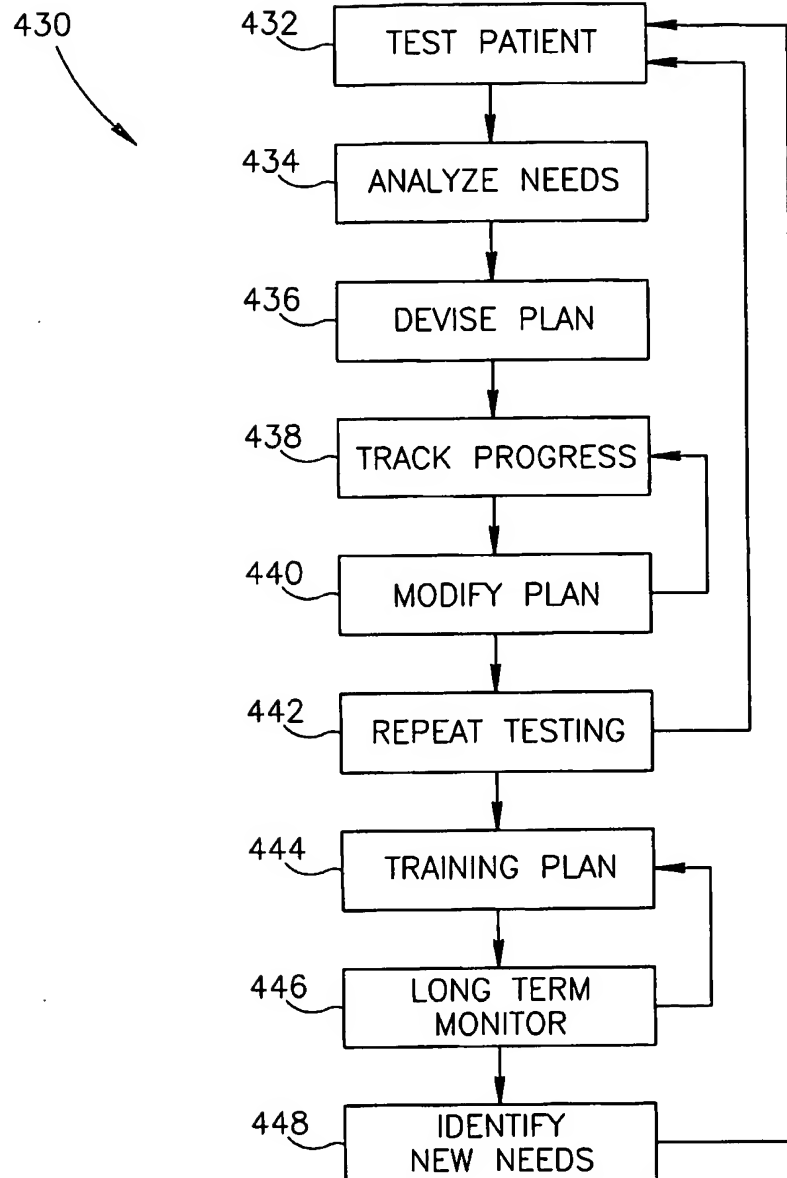 430
432
TEST PATIENT
434
ANALYZE NEEDS
436
DEVISE PLAN
438
TRACK PROGRESS
440
MODIFY PLAN
442
REPEAT TESTING
444
TRAINING PLAN
446
LONG TERM
MONITOR
448
IDENTIFY
NEW NEEDS